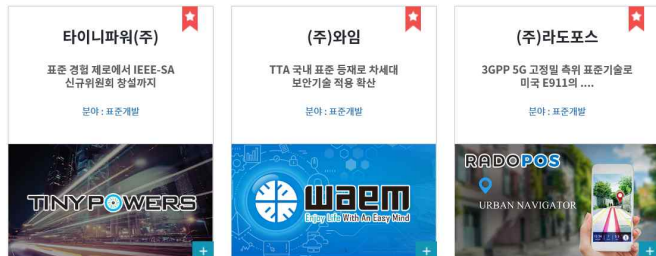 타이니파워(주)
표준 경험 제로에서 IEEE-SA
신규위원회 창설까지
분야 : 표준개발
TINYPOWERS
(주)와임
TTA 국내 표준 등재로 차세대
보안기술 적용 확산
분야 : 표준개발
waem
Enjoy Life With An Easy Mind
(주)라도포스
3GPP 5G 고정밀 측위 표준기술로
미국 E911의 ....
분야 : 표준개발
RADOPOS
URBAN NAVIGATOR